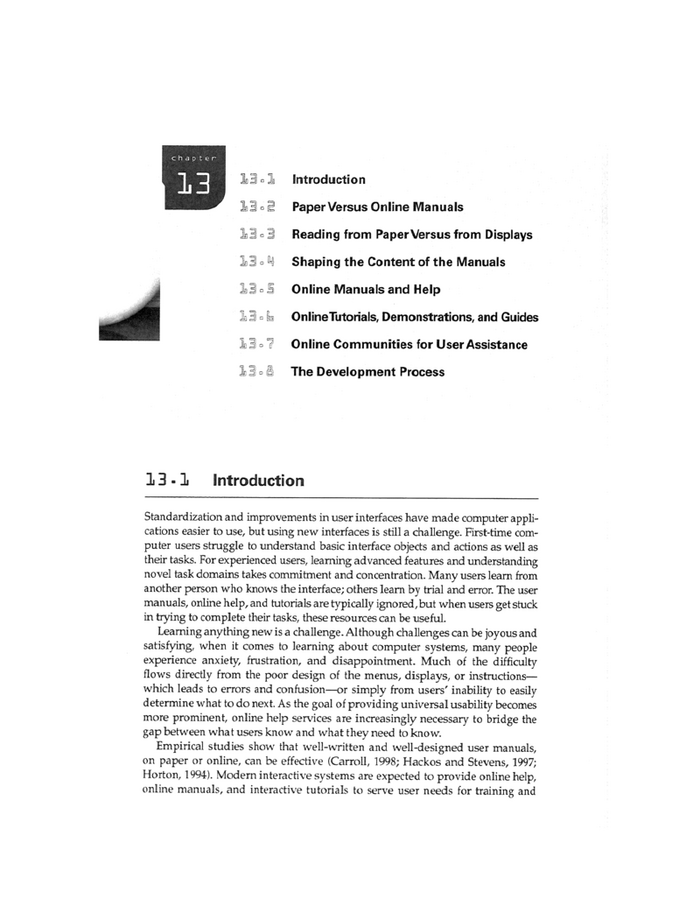 chapter
13
13.1 Introduction
13.2 Paper Versus Online Manuals
13.3 Reading from Paper Versus from Displays
13.4 Shaping the Content of the Manuals
13.5 Online Manuals and Help
13.6 Online Tutorials, Demonstrations, and Guides
13.7 Online Communities for User Assistance
13.8 The Development Process
13.1 Introduction
Standardization and improvements in user interfaces have made computer appli-
cations easier to use, but using new interfaces is still a challenge. First-time com-
puter users struggle to understand basic interface objects and actions as well as
their tasks. For experienced users, learning advanced features and understanding
novel task domains takes commitment and concentration. Many users learn from
another person who knows the interface; others learn by trial and error. The user
manuals, online help, and tutorials are typically ignored, but when users get stuck
in trying to complete their tasks, these resources can be useful.
Learning anything new is a challenge. Although challenges can be joyous and
satisfying, when it comes to learning about computer systems, many people
experience anxiety, frustration, and disappointment. Much of the difficulty
flows directly from the poor design of the menus, displays, or instructions—
which leads to errors and confusion—or simply from users' inability to easily
determine what to do next. As the goal of providing universal usability becomes
more prominent, online help services are increasingly necessary to bridge the
gap between what users know and what they need to know.
Empirical studies show that well-written and well-designed user manuals,
on paper or online, can be effective (Carroll, 1998; Hackos and Stevens, 1997;
Horton, 1994). Modern interactive systems are expected to provide online help,
online manuals, and interactive tutorials to serve user needs for training and